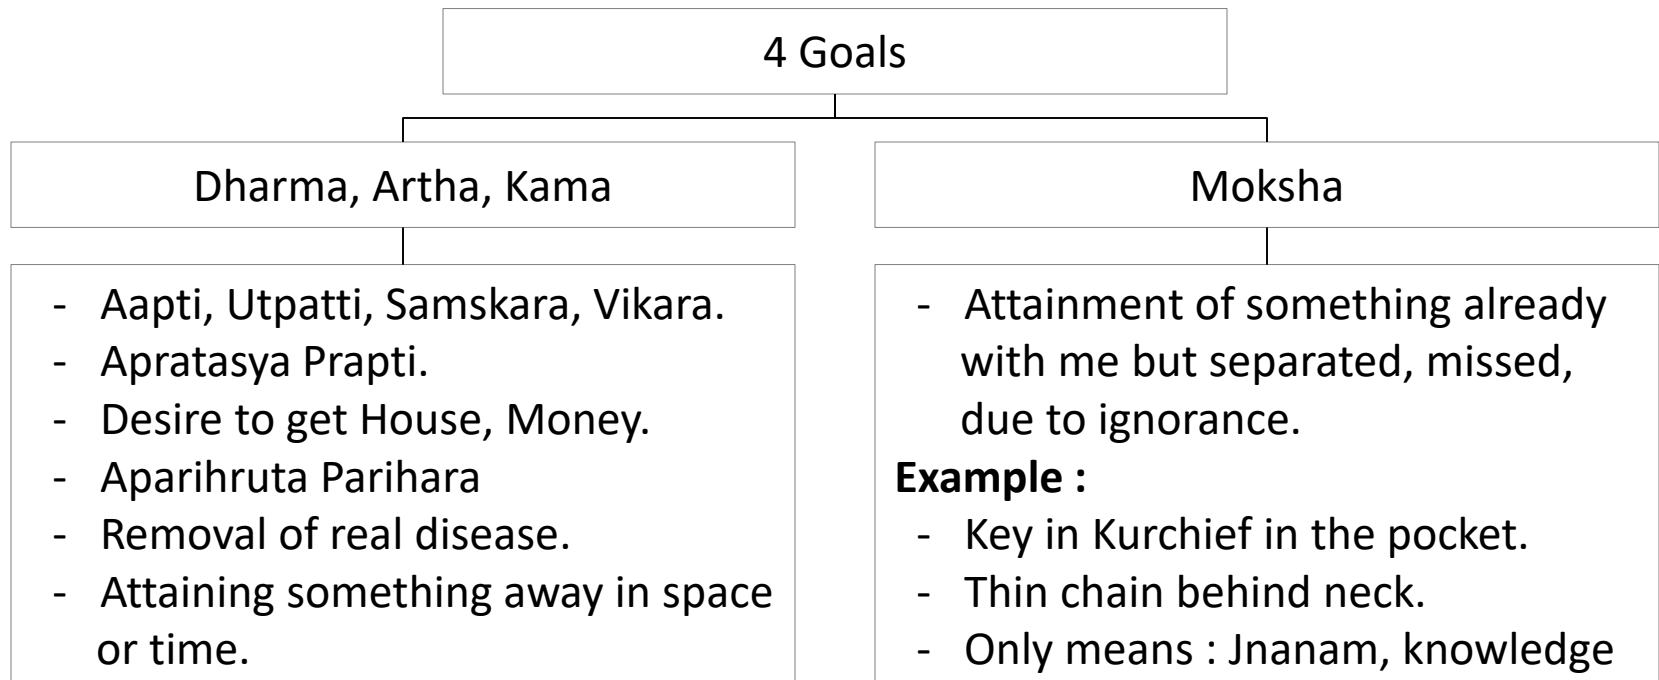 4 Goals
Dharma, Artha, Kama
- Aapti, Utpatti, Samskara, Vikara.
- Apratasya Prapti.
- Desire to get House, Money.
- Aparihruta Parihara
- Removal of real disease.
- Attaining something away in space
or time.
Moksha
- Attainment of something already
with me but separated, missed,
due to ignorance.
Example :
- Key in Kurchief in the pocket.
- Thin chain behind neck.
- Only means : Jnanam, knowledge